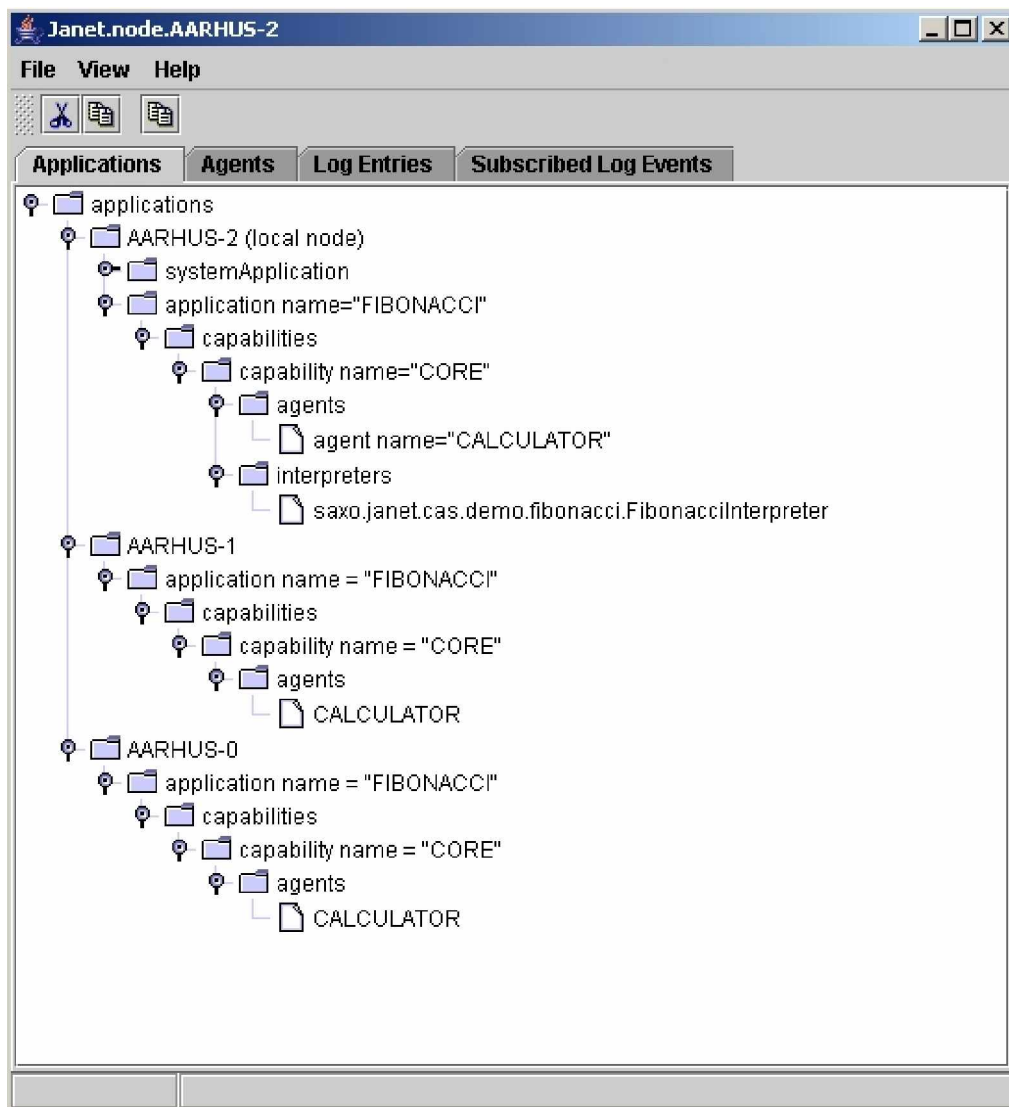 Janet.node.AARHUS-2
File View Help
Applications Agents Log Entries Subscribed Log Events
applications
AARHUS-2 (local node)
systemApplication
application name="FIBONACCI"
capabilities
capability name="CORE"
agents
agent name="CALCULATOR"
interpreters
saxo.janet.cas.demo.fibonacci.FibonacciInterpreter
AARHUS-1
application name = "FIBONACCI"
capabilities
capability name = "CORE"
agents
CALCULATOR
AARHUS-0
application name = "FIBONACCI"
capabilities
capability name = "CORE"
agents
CALCULATOR